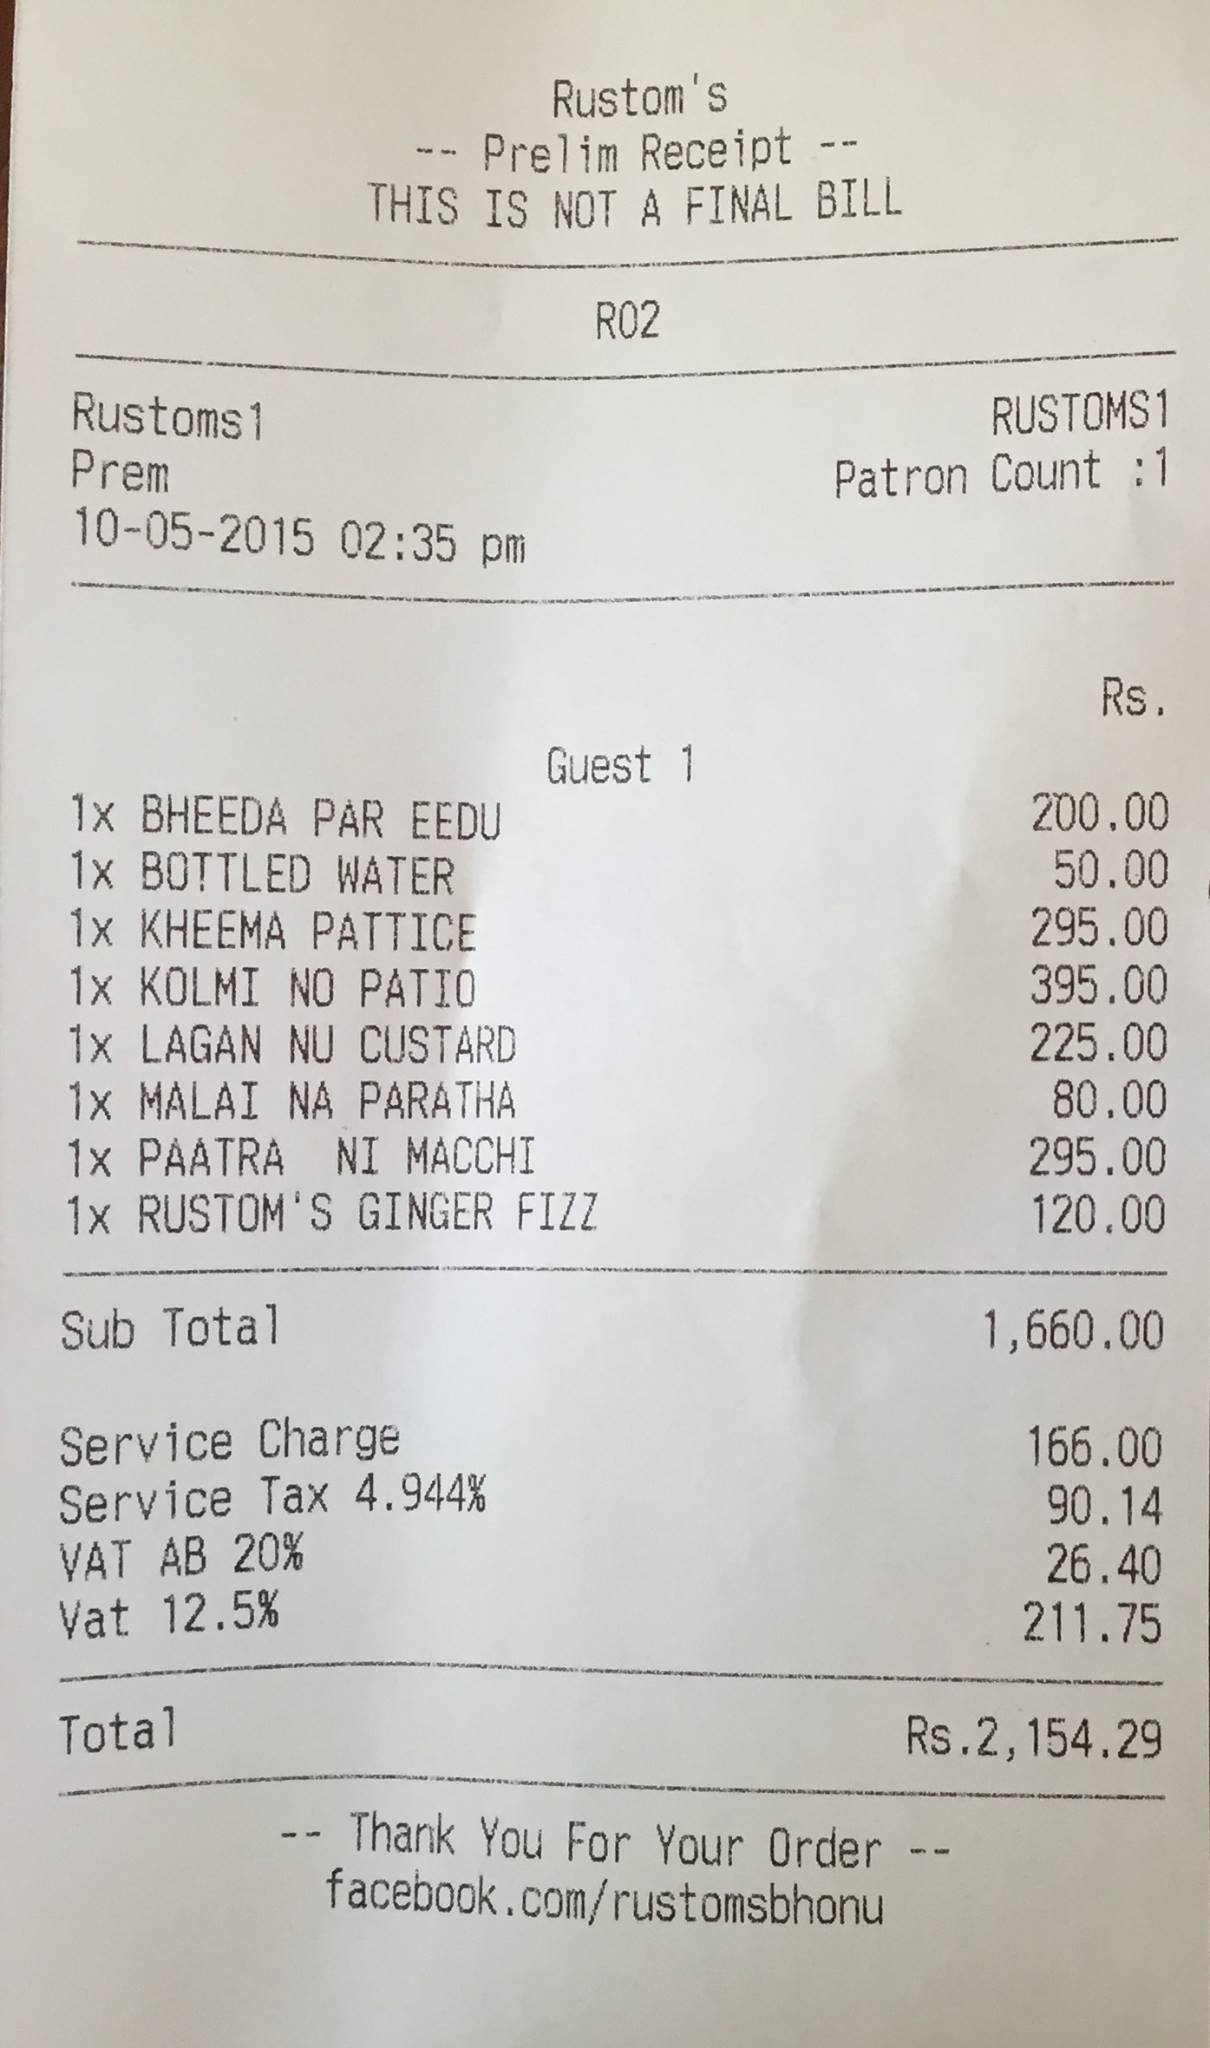 Rustom's
-- Prelim Receipt --
THIS IS NOT A FINAL BILL
R02
Rustoms1 RUSTOMS1
Prem Patron Count :1
10-05-2015 02:35 pm
Rs.
Guest 1
1x BHEEDA PAR EEDU 200.00
1x BOTTLED WATER 50.00
1x KHEEMA PATTICE 295.00
1x KOLMI NO PATIO 395.00
1x LAGAN NU CUSTARD 225.00
1x MALAI NA PARATHA 80.00
1x PAATRA NI MACCHI 295.00
1x RUSTOM'S GINGER FIZZ 120.00
Sub Total 1,660.00
Service Charge 166.00
Service Tax 4.944% 90.14
VAT AB 20% 26.40
Vat 12.5% 211.75
Total Rs.2,154.29
-- Thank You For Your Order --
facebook.com/rustomsbhonu